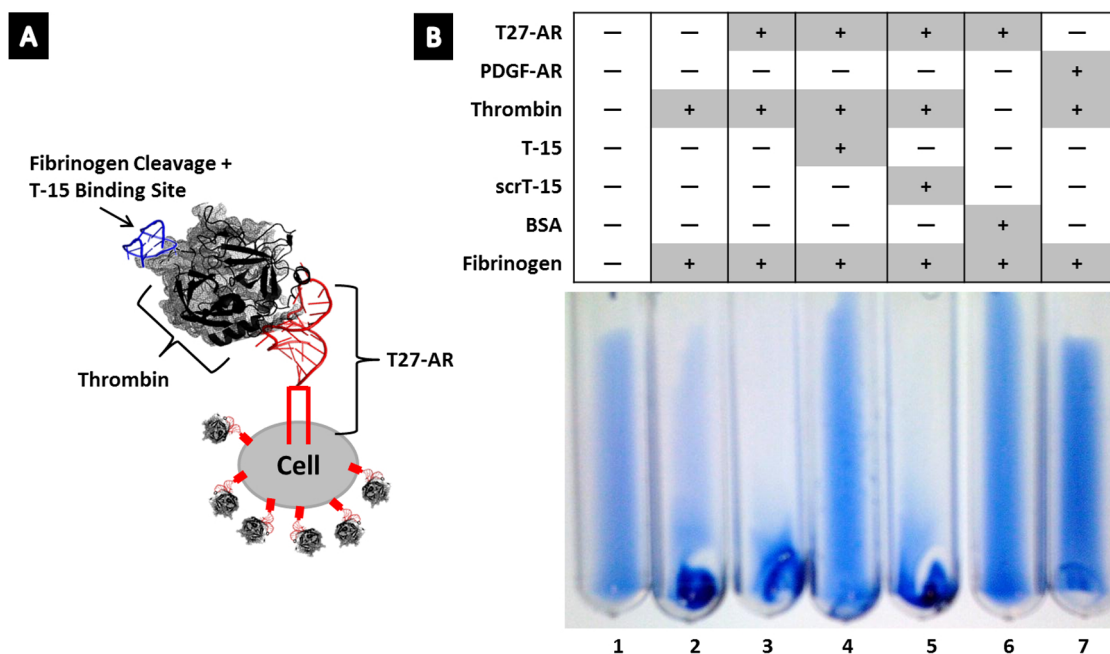 A
Fibrinogen Cleavage +
T-15 Binding Site
Thrombin
T27-AR
Cell
B
T27-AR — — + + + + —
PDGF-AR — — — — — — +
Thrombin — + + + + — +
T-15 — — — + — — —
scrT-15 — — — — + — —
BSA — — — — — + —
Fibrinogen — + + + + + +
1 2 3 4 5 6 7